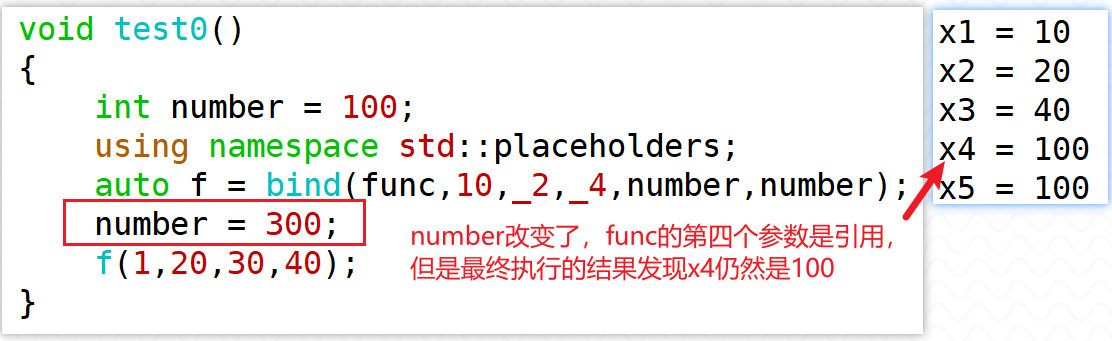 void test0()
{
    int number = 100;
    using namespace std::placeholders;
    auto f = bind(func,10,_2,_4,number,number);
    number = 300;
    f(1,20,30,40);
}
number改变了，func的第四个参数是引用，
但是最终执行的结果发现x4仍然是100
x1 = 10
x2 = 20
x3 = 40
x4 = 100
x5 = 100